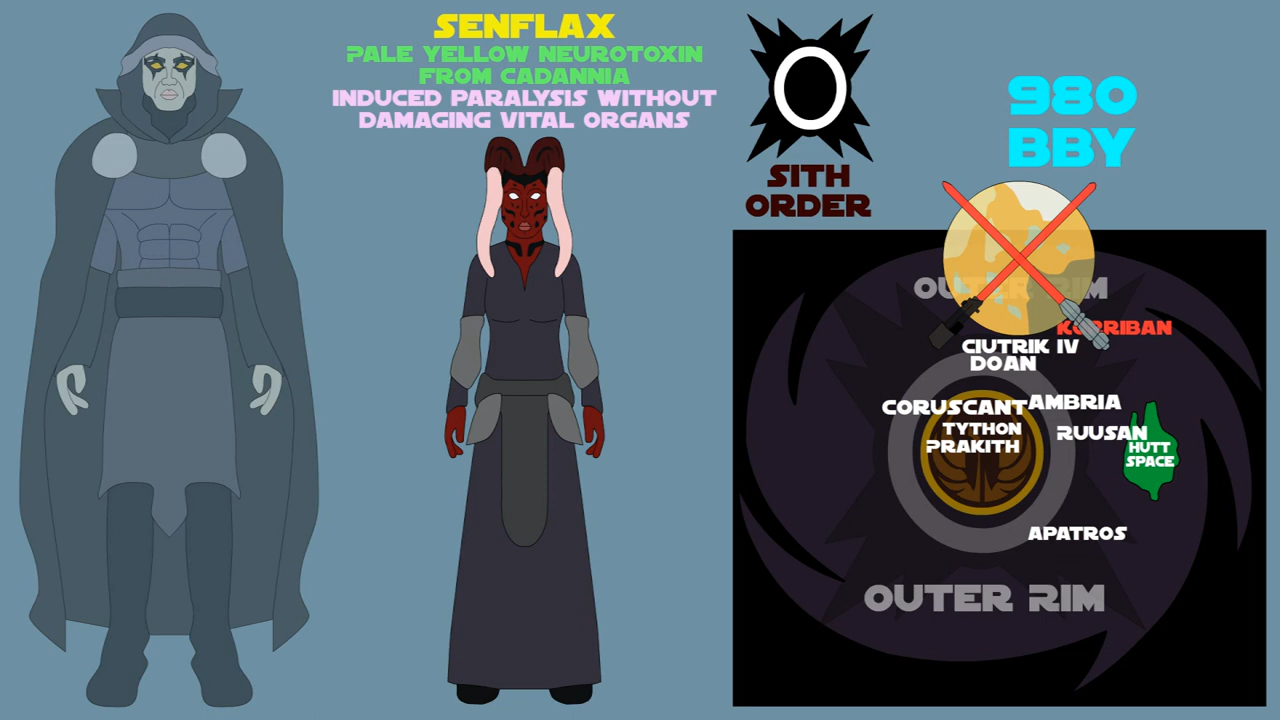 SENFLAX
PALE YELLOW NEUROTOXIN
FROM CADANNIA
INDUCED PARALYSIS WITHOUT
DAMAGING VITAL ORGANS
SITH
ORDER
980
BBY
OUTER RIM
KORRIBAN
CIUTRIK IV
DOAN
CORUSCANT
AMBRIA
TYTHON
PRAKITH
RUUSAN
HUTT
SPACE
APATROS
OUTER RIM